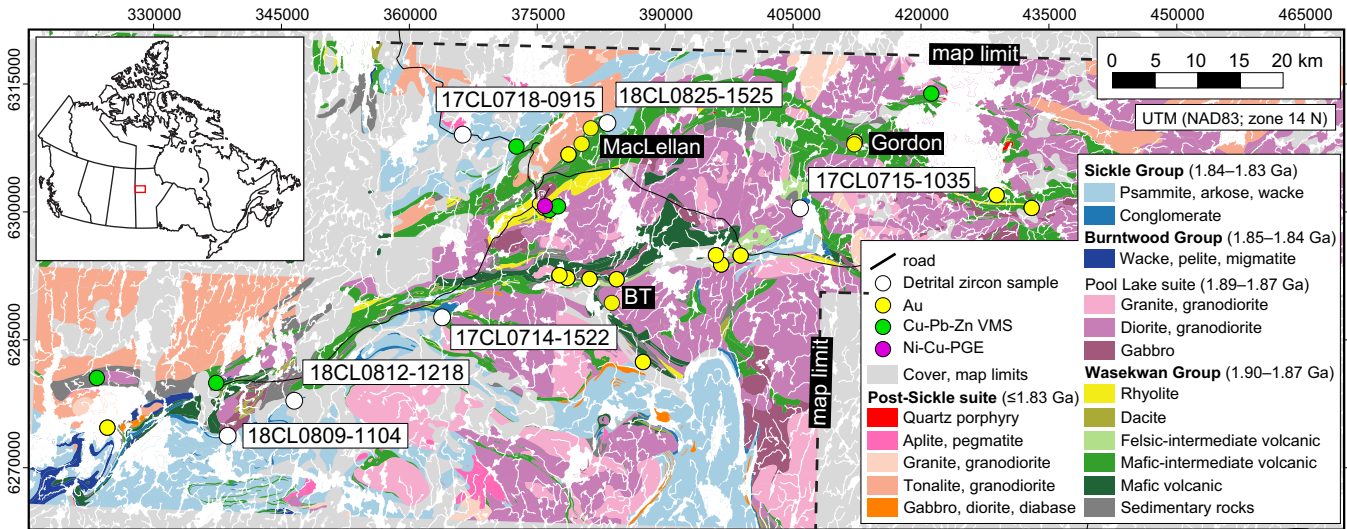 330000 345000 360000 375000 390000 405000 420000 435000 450000 465000
6315000
6300000
6285000
6270000
map limit
0 5 10 15 20 km
UTM (NAD83; zone 14 N)
17CL0718-0915
18CL0825-1525
MacLellan
Gordon
17CL0715-1035
BT
17CL0714-1522
18CL0812-1218
18CL0809-1104
map limit
road
Detrital zircon sample
Au
Cu-Pb-Zn VMS
Ni-Cu-PGE
Cover, map limits
Post-Sickle suite (≤1.83 Ga)
Quartz porphyry
Aplite, pegmatite
Granite, granodiorite
Tonalite, granodiorite
Gabbro, diorite, diabase
Sickle Group (1.84–1.83 Ga)
Psammite, arkose, wacke
Conglomerate
Burntwood Group (1.85–1.84 Ga)
Wacke, pelite, migmatite
Pool Lake suite (1.89–1.87 Ga)
Granite, granodiorite
Diorite, granodiorite
Gabbro
Wasekwan Group (1.90–1.87 Ga)
Rhyolite
Dacite
Felsic-intermediate volcanic
Mafic-intermediate volcanic
Mafic volcanic
Sedimentary rocks